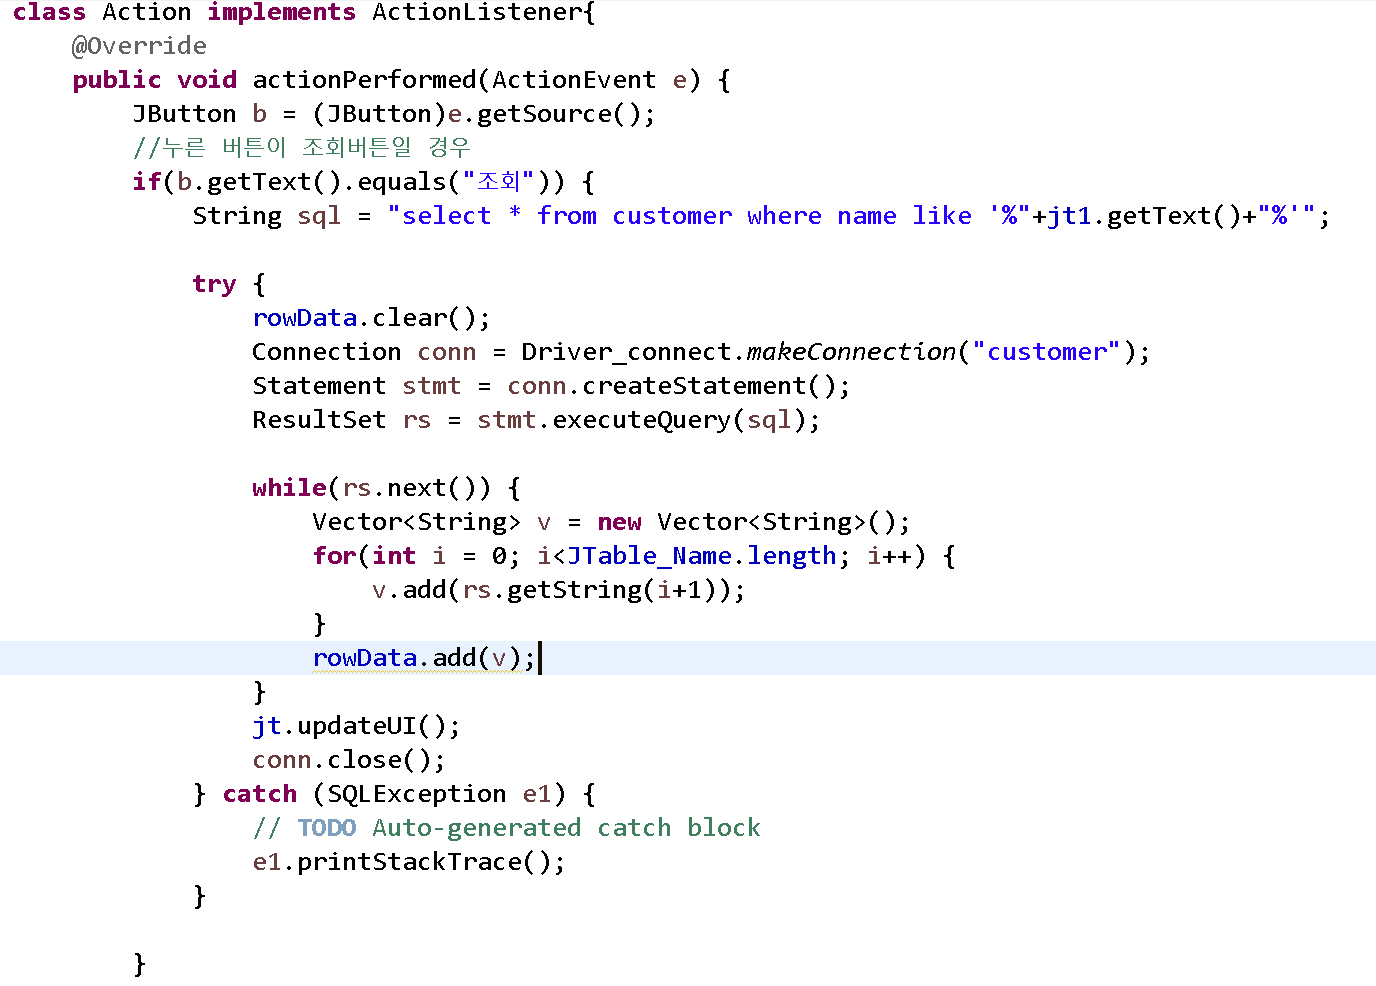 class Action implements ActionListener{
@Override
public void actionPerformed(ActionEvent e) {
JButton b = (JButton)e.getSource();
//누른 버튼이 조회버튼일 경우
if(b.getText().equals("조회")) {
String sql = "select * from customer where name like '%"+jt1.getText()+"%'";
try {
rowData.clear();
Connection conn = Driver_connect.makeConnection("customer");
Statement stmt = conn.createStatement();
ResultSet rs = stmt.executeQuery(sql);
while(rs.next()) {
Vector<String> v = new Vector<String>();
for(int i = 0; i<JTable_Name.length; i++) {
v.add(rs.getString(i+1));
}
rowData.add(v);
}
jt.updateUI();
conn.close();
} catch (SQLException e1) {
// TODO Auto-generated catch block
e1.printStackTrace();
}
}